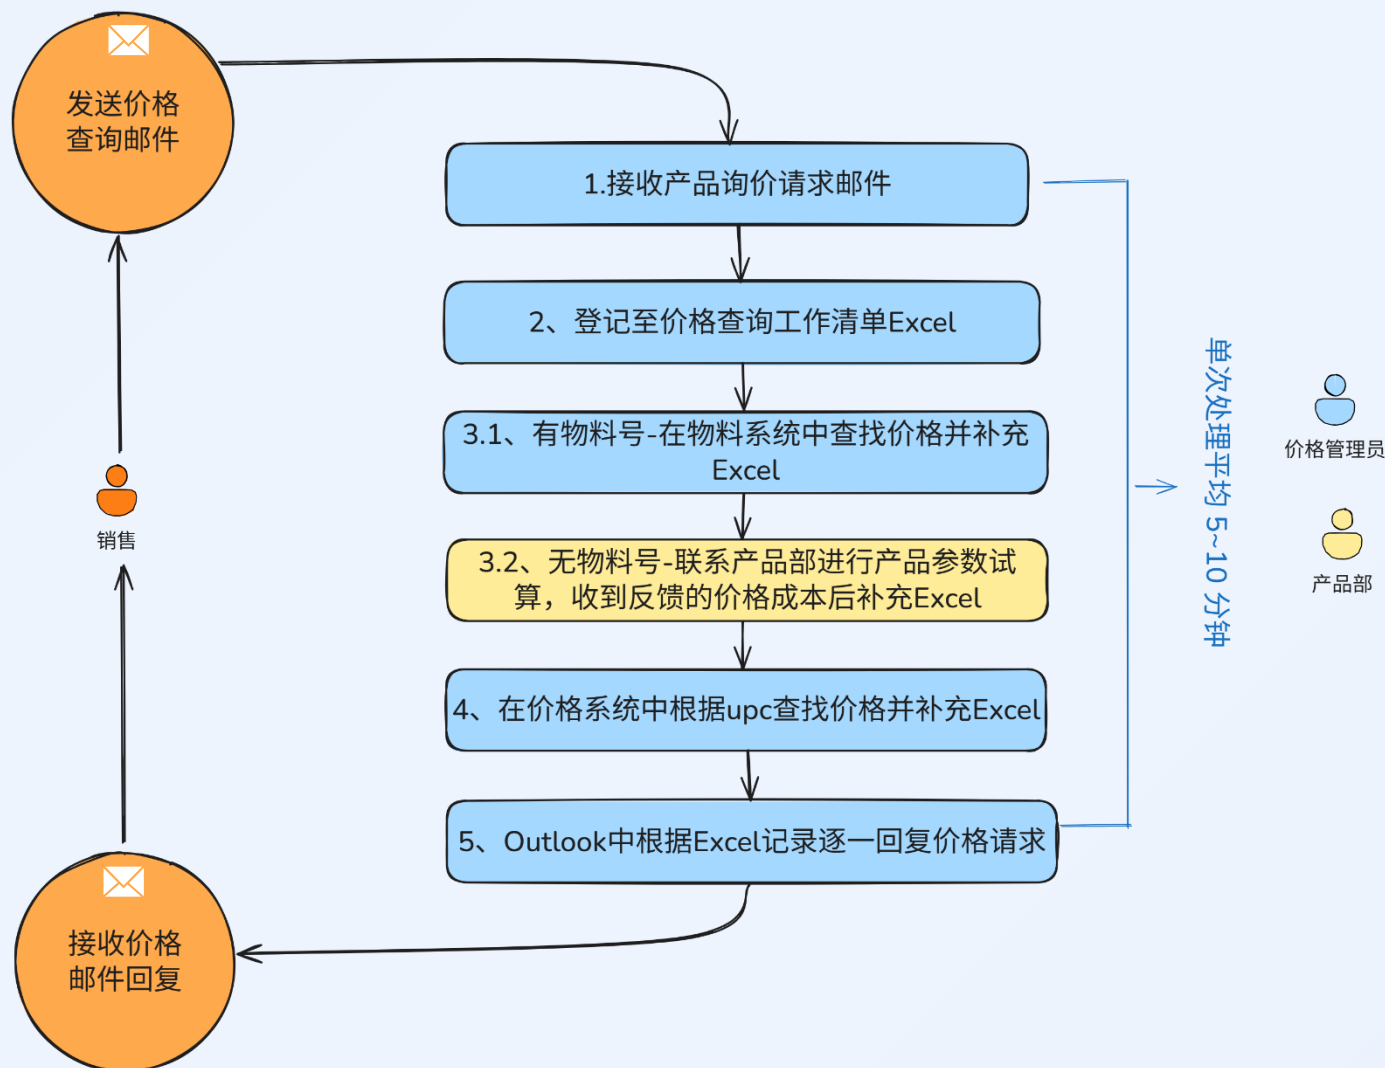 发送价格
查询邮件
1.接收产品询价请求邮件
2、登记至价格查询工作清单Excel
3.1、有物料号-在物料系统中查找价格并补充
Excel
3.2、无物料号-联系产品部进行产品参数试
算，收到反馈的价格成本后补充Excel
4、在价格系统中根据upc查找价格并补充Excel
5、Outlook中根据Excel记录逐一回复价格请求
单次处理平均 5~10 分钟
价格管理员
产品部
销售
接收价格
邮件回复